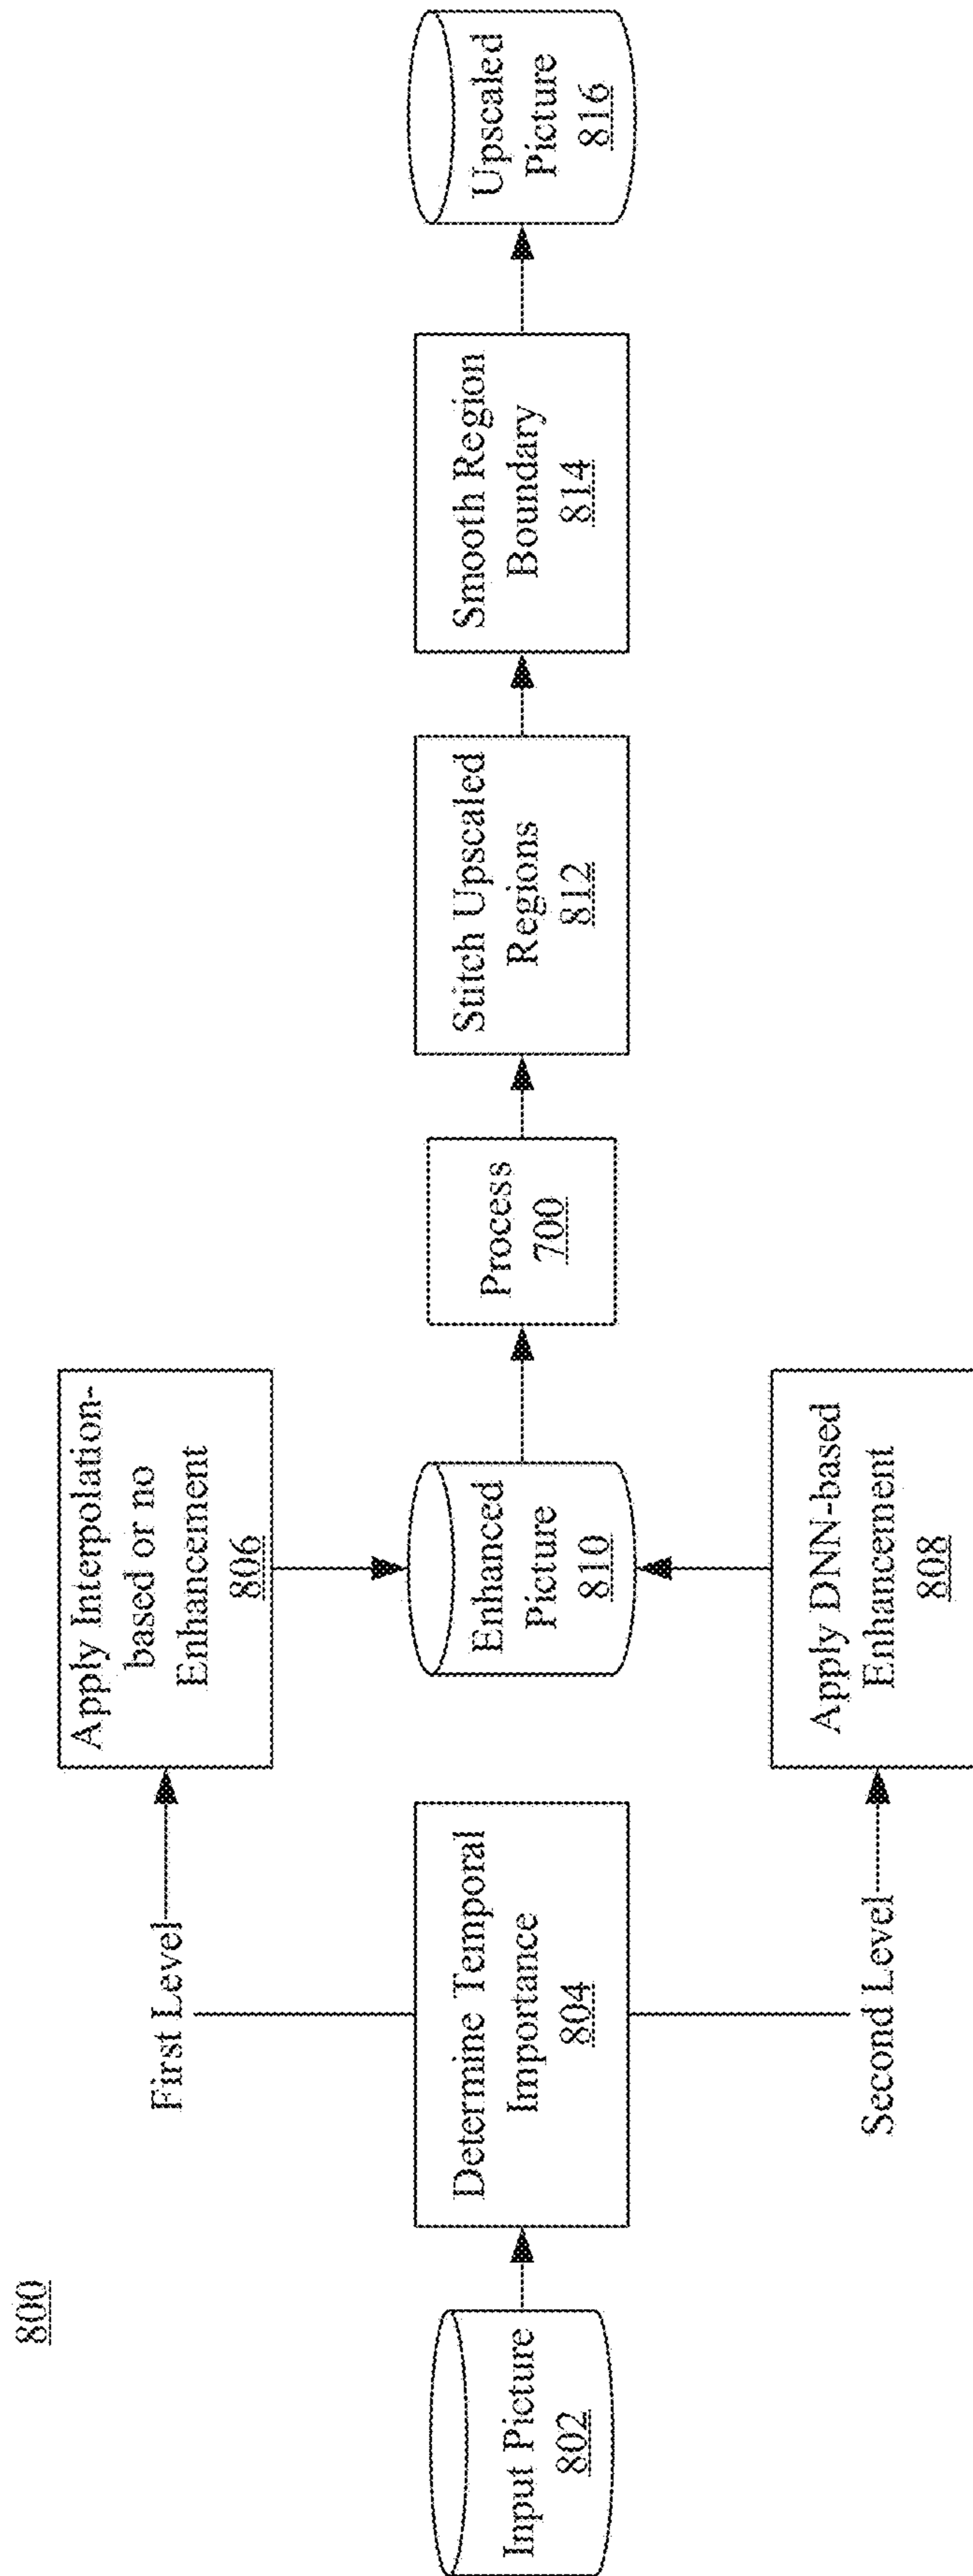 800
Input Picture
802
Determine Temporal
Importance
804
First Level
Second Level
Apply Interpolation-
based or no
Enhancement
806
Apply DNN-based
Enhancement
808
Enhanced
Picture
810
Process
700
Stitch Upscaled
Regions
812
Smooth Region
Boundary
814
Upscaled
Picture
816